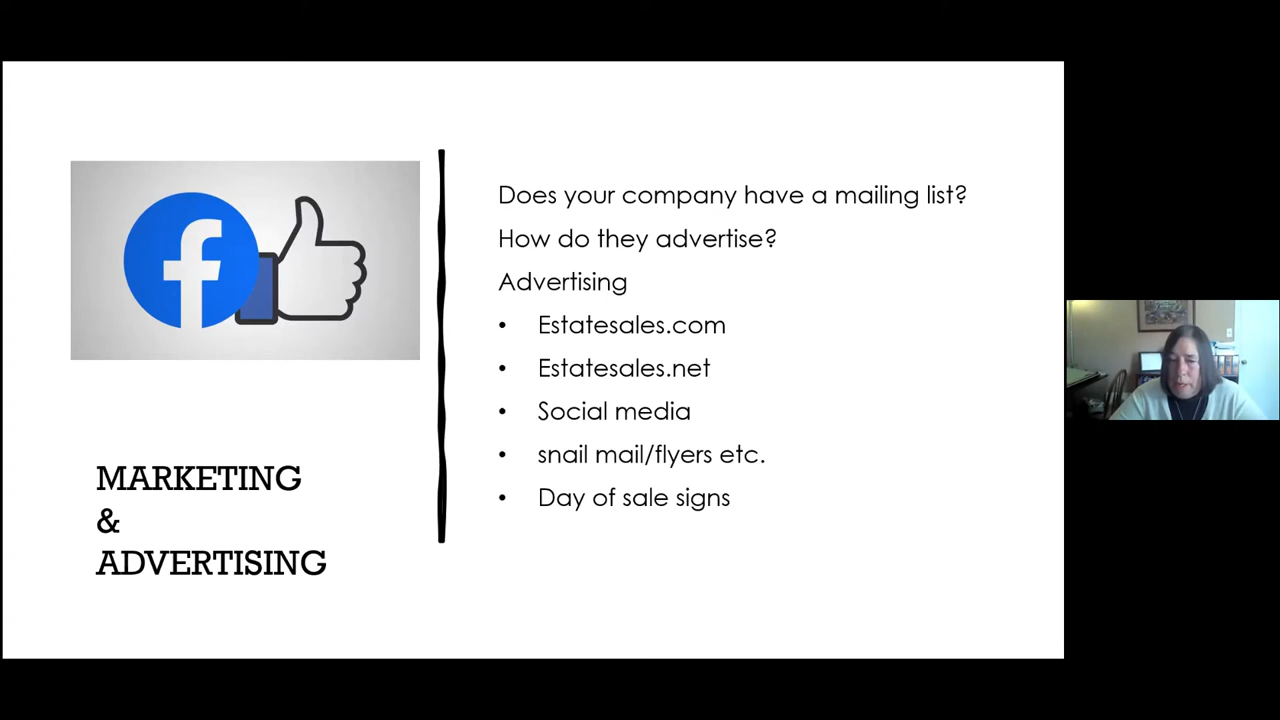 Does your company have a mailing list?
How do they advertise?
Advertising
• Estatesales.com
• Estatesales.net
• Social media
• snail mail/flyers etc.
• Day of sale signs
MARKETING
&
ADVERTISING